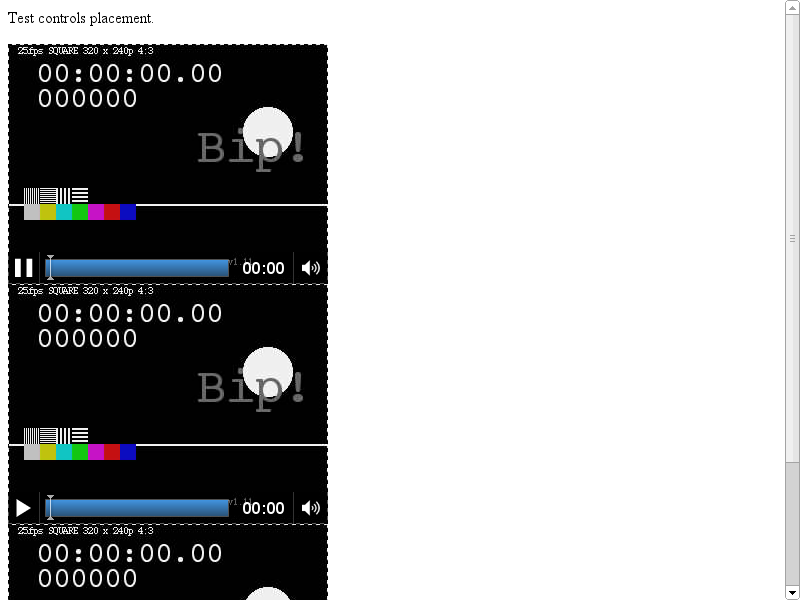 Test controls placement.
25fps SQUARE 320 x 240p 4:3
00:00:00.00
000000
Bip!
v1.11
00:00
25fps SQUARE 320 x 240p 4:3
00:00:00.00
000000
Bip!
00:00
25fps SQUARE 320 x 240p 4:3
00:00:00.00
000000